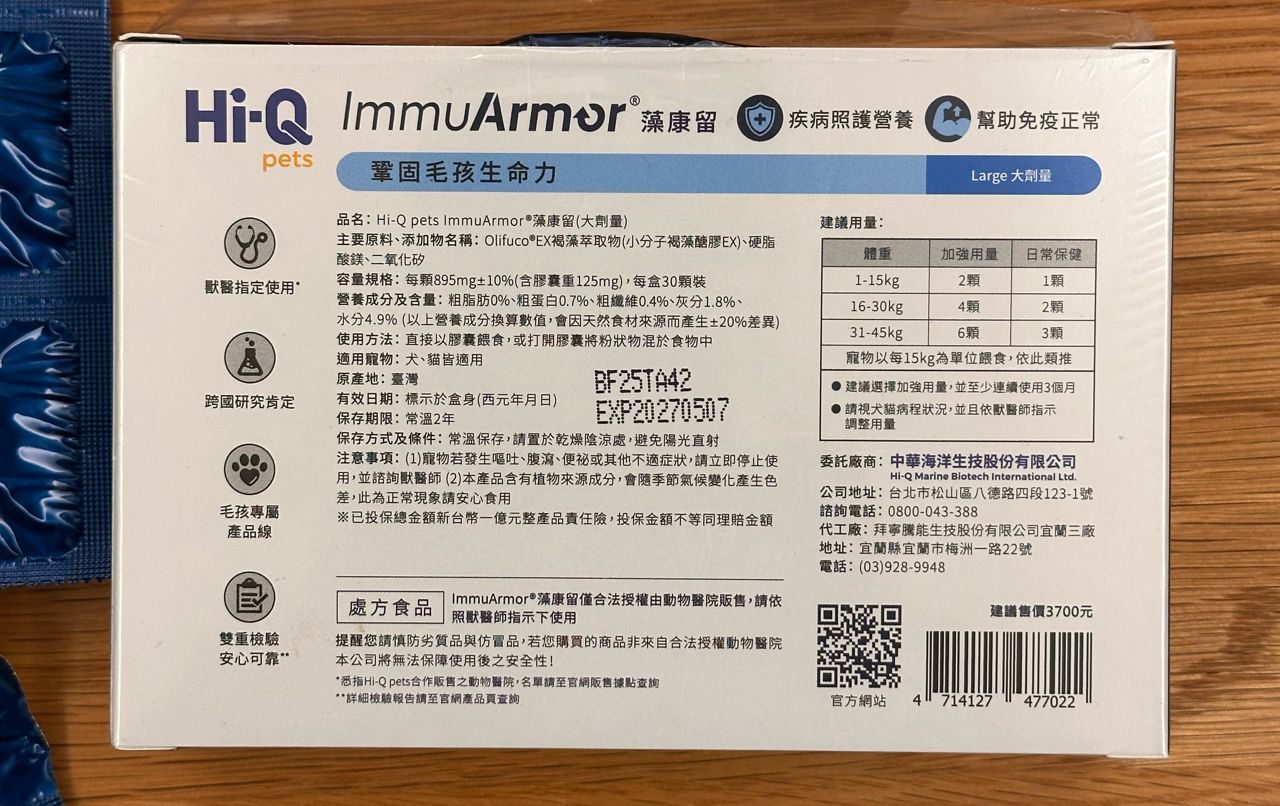 Hi-Q pets
ImmuArmor®藻康留
疾病照護營養
幫助免疫正常
鞏固毛孩生命力
Large 大劑量
獸醫指定使用*
跨國研究肯定
毛孩專屬
產品線
雙重檢驗
安心可靠**
品名：Hi-Q pets ImmuArmor®藻康留(大劑量)
主要原料、添加物名稱：Olifuco®EX褐藻萃取物(小分子褐藻醣膠EX)、硬脂
酸鎂、二氧化矽
容量規格：每顆895mg±10%(含膠囊重125mg)，每盒30顆裝
營養成分及含量：粗脂肪0%、粗蛋白0.7%、粗纖維0.4%、灰分1.8%、
水分4.9% (以上營養成分換算數值，會因天然食材來源而產生±20%差異)
使用方法：直接以膠囊餵食，或打開膠囊將粉狀物混於食物中
適用寵物：犬、貓皆適用
原產地：臺灣
有效日期：標示於盒身(西元年月日)
保存期限：常溫2年
BF25TA42
EXP20270507
保存方式及條件：常溫保存，請置於乾燥陰涼處，避免陽光直射
注意事項：(1)寵物若發生嘔吐、腹瀉、便祕或其他不適症狀，請立即停止使
用，並諮詢獸醫師 (2)本產品含有植物來源成分，會隨季節氣候變化產生色
差，此為正常現象請安心食用
※已投保總金額新台幣一億元整產品責任險，投保金額不等同理賠金額
處方食品
ImmuArmor®藻康留僅合法授權由動物醫院販售，請依
照獸醫師指示下使用
提醒您請慎防劣質品與仿冒品，若您購買的商品非來自合法授權動物醫院
本公司將無法保障使用後之安全性！
*悉指Hi-Q pets合作販售之動物醫院，名單請至官網販售據點查詢
**詳細檢驗報告請至官網產品頁查詢
建議用量：
體重 加強用量 日常保健
1-15kg 2顆 1顆
16-30kg 4顆 2顆
31-45kg 6顆 3顆
寵物以每15kg為單位餵食，依此類推
● 建議選擇加強用量，並至少連續使用3個月
● 請視犬貓病程狀況，並且依獸醫師指示
調整用量
委託廠商：中華海洋生技股份有限公司
Hi-Q Marine Biotech International Ltd.
公司地址：台北市松山區八德路四段123-1號
諮詢電話：0800-043-388
代工廠：拜寧騰能生技股份有限公司宜蘭三廠
地址：宜蘭縣宜蘭市梅洲一路22號
電話：(03)928-9948
建議售價3700元
官方網站
4 714127 477022